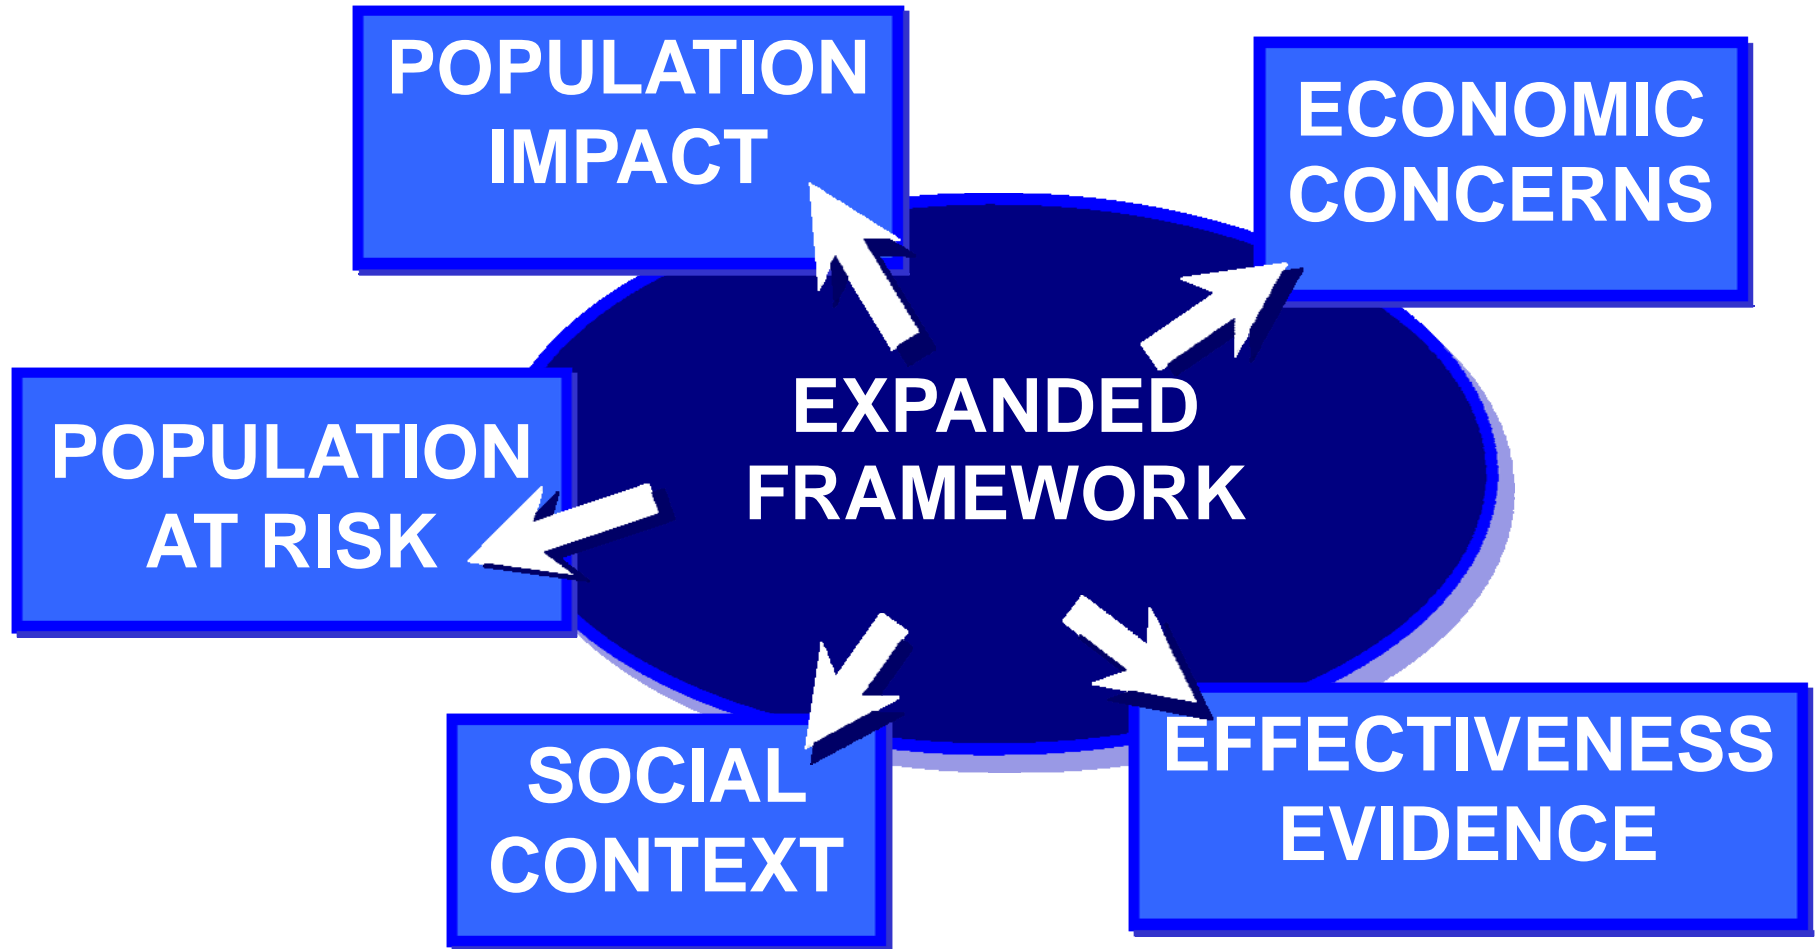 POPULATION
IMPACT
ECONOMIC
CONCERNS
EXPANDED
FRAMEWORK
POPULATION
AT RISK
SOCIAL
CONTEXT
EFFECTIVENESS
EVIDENCE